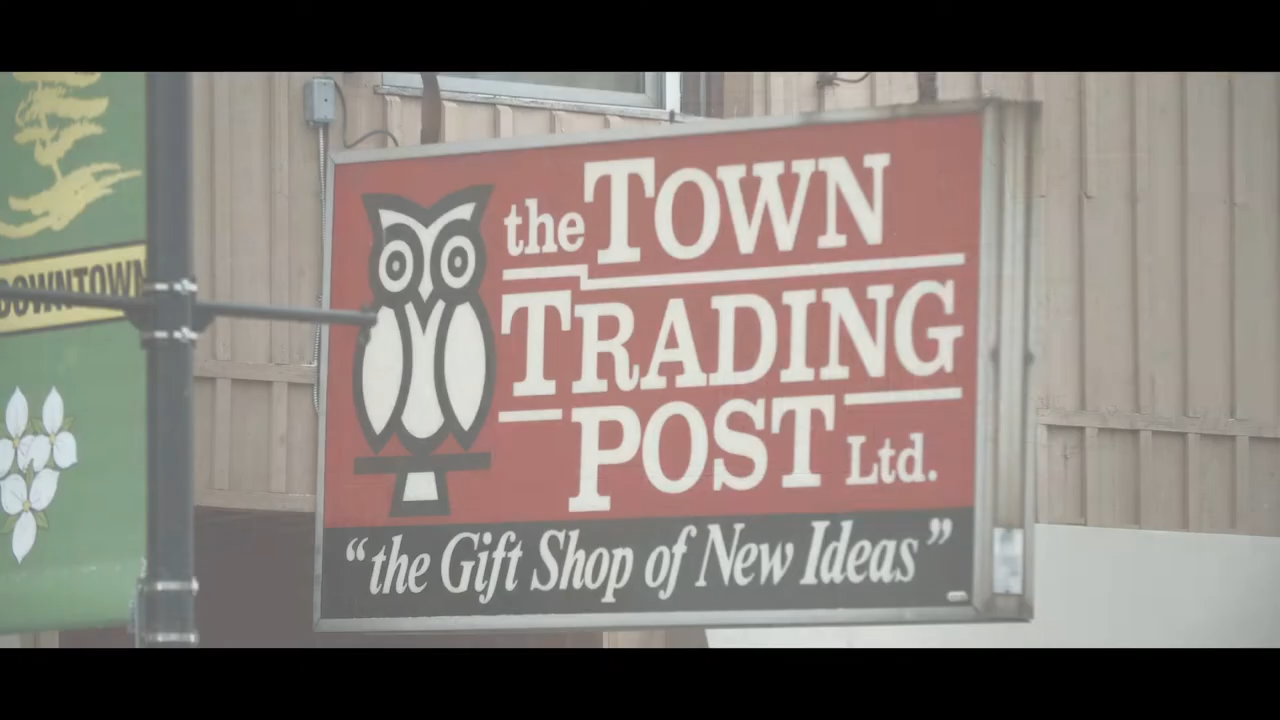 DOWNTOWN
the TOWN
TRADING
POST Ltd.
“the Gift Shop of New Ideas”